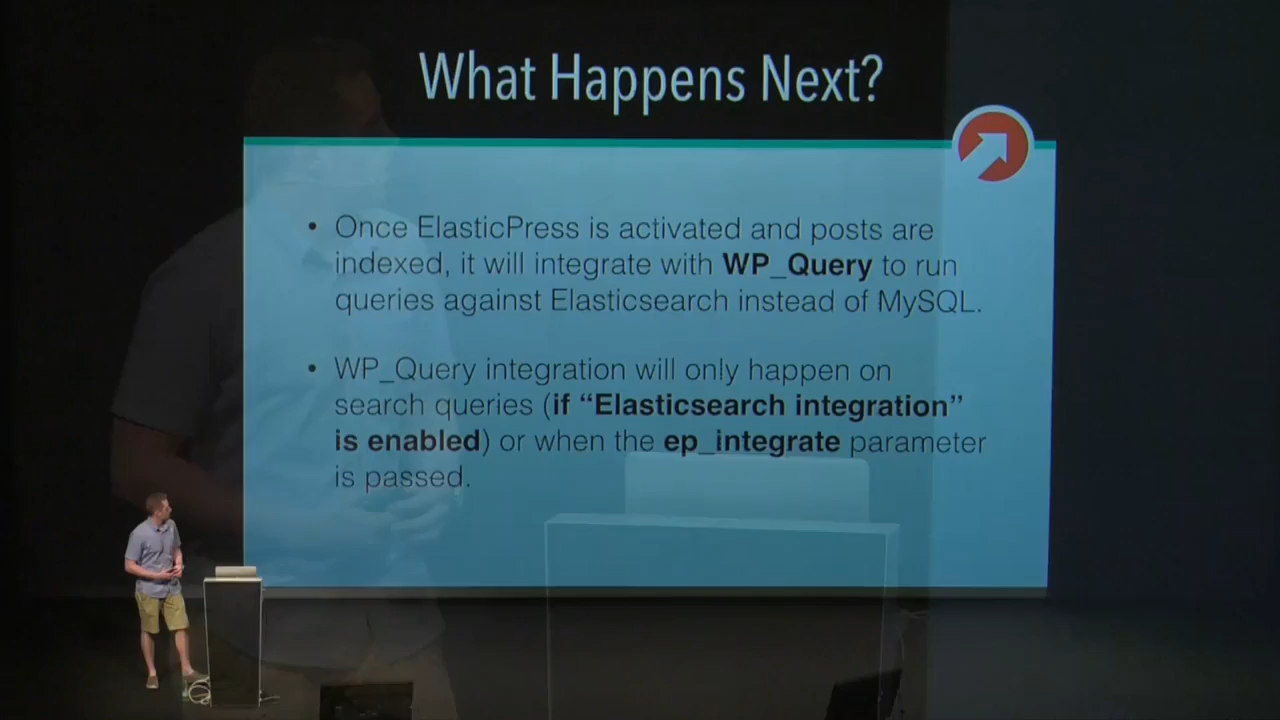 What Happens Next?
• Once ElasticPress is activated and posts are
indexed, it will integrate with WP_Query to run
queries against Elasticsearch instead of MySQL.
• WP_Query integration will only happen on
search queries (if “Elasticsearch integration”
is enabled) or when the ep_integrate parameter
is passed.